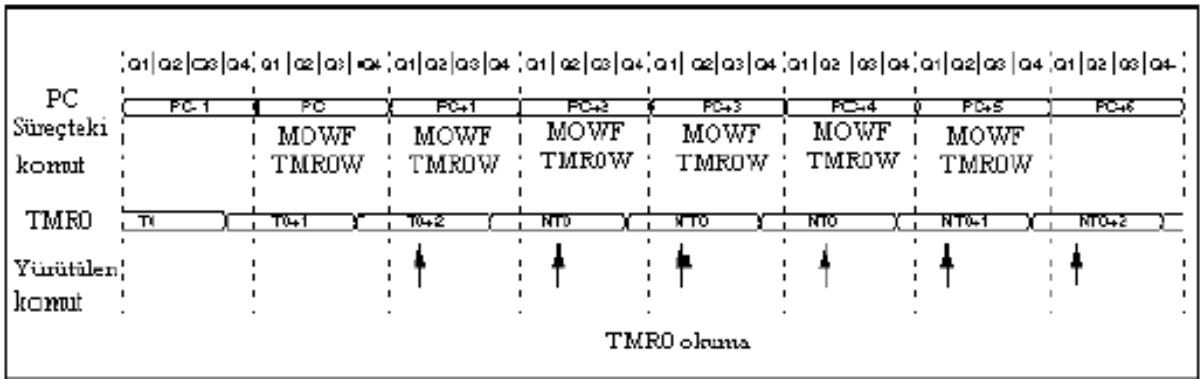 Q1 Q2 Q3 Q4 Q1 Q2 Q3 Q4 Q1 Q2 Q3 Q4 Q1 Q2 Q3 Q4 Q1 Q2 Q3 Q4 Q1 Q2 Q3 Q4 Q1 Q2 Q3 Q4 Q1 Q2 Q3 Q4
PC PC-1 PC PC+1 PC+2 PC+3 PC+4 PC+5 PC+6
Süreçteki MOWF MOWF MOWF MOWF MOWF MOWF
komut TMR0W TMR0W TMR0W TMR0W TMR0W TMR0W
TMR0 T0+1 T0+2 NT0 NT0 NT0 NT0+1 NT0+2
Yürütülen
komut
TMR0 okuma